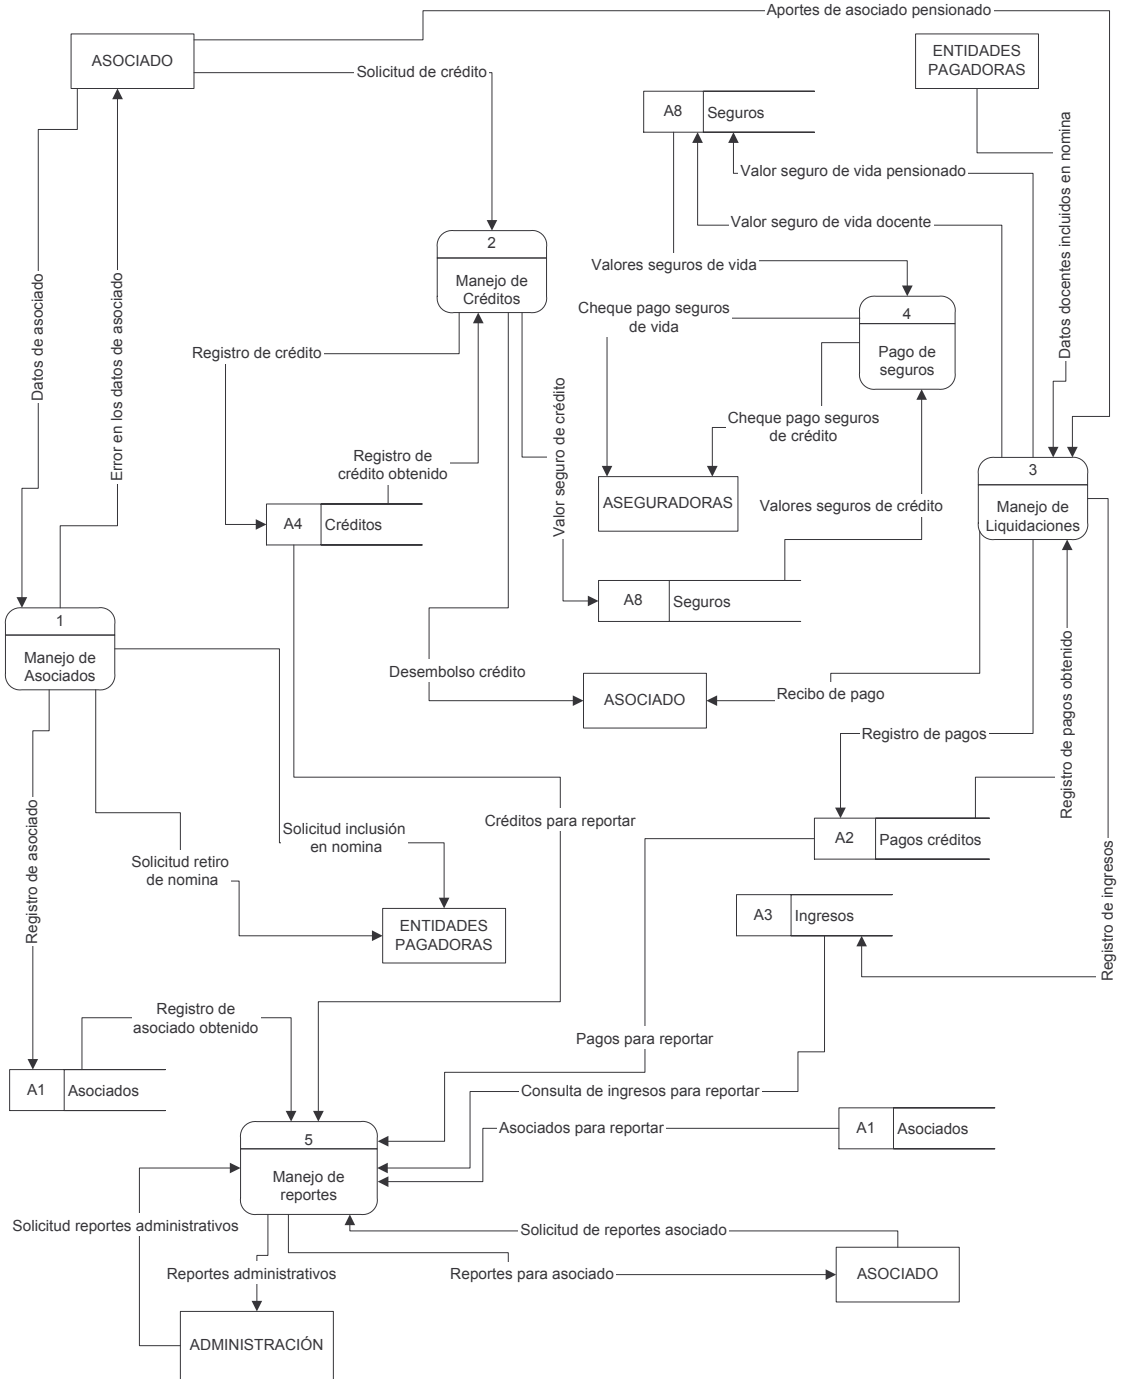 Aportes de asociado pensionado
ASOCIADO
ENTIDADES
PAGADORAS
Solicitud de crédito
A8
Seguros
Valor seguro de vida pensionado
Valor seguro de vida docente
Datos docentes incluidos en nomina
2
Manejo de
Créditos
Valores seguros de vida
Datos de asociado
Error en los datos de asociado
Cheque pago seguros
de vida
4
Pago de
seguros
Registro de crédito
Cheque pago seguros
de crédito
Valor seguro de crédito
Registro de
crédito obtenido
3
Manejo de
Liquidaciones
ASEGURADORAS
Valores seguros de crédito
A4
Créditos
A8
Seguros
1
Manejo de
Asociados
Desembolso crédito
ASOCIADO
Recibo de pago
Registro de pagos obtenido
Registro de pagos
Registro de asociado
Créditos para reportar
Solicitud inclusión
en nomina
A2
Pagos créditos
Solicitud retiro
de nomina
Registro de ingresos
A3
Ingresos
ENTIDADES
PAGADORAS
Registro de
asociado obtenido
Pagos para reportar
A1
Asociados
Consulta de ingresos para reportar
Asociados para reportar
A1
Asociados
5
Manejo de
reportes
Solicitud reportes administrativos
Solicitud de reportes asociado
Reportes administrativos
Reportes para asociado
ASOCIADO
ADMINISTRACIÓN